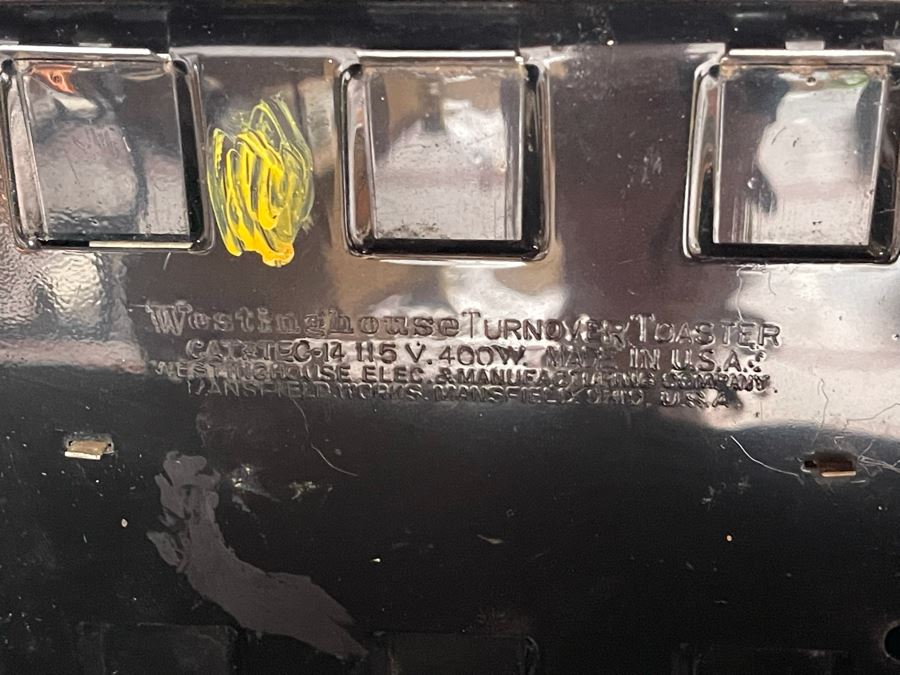 Westinghouse TURNOVER TOASTER
CAT. TEC-14 115 V. 400W. MADE IN U.S.A.
WESTINGHOUSE ELEC. & MANUFACTURING COMPANY.
MANSFIELD WORKS. MANSFIELD, OHIO, U.S.A.